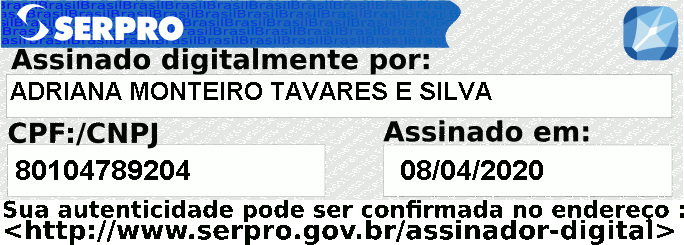 SERPRO
Assinado digitalmente por:
ADRIANA MONTEIRO TAVARES E SILVA
CPF:/CNPJ
Assinado em:
80104789204
08/04/2020
Sua autenticidade pode ser confirmada no endereço :
<http://www.serpro.gov.br/assinador-digital>